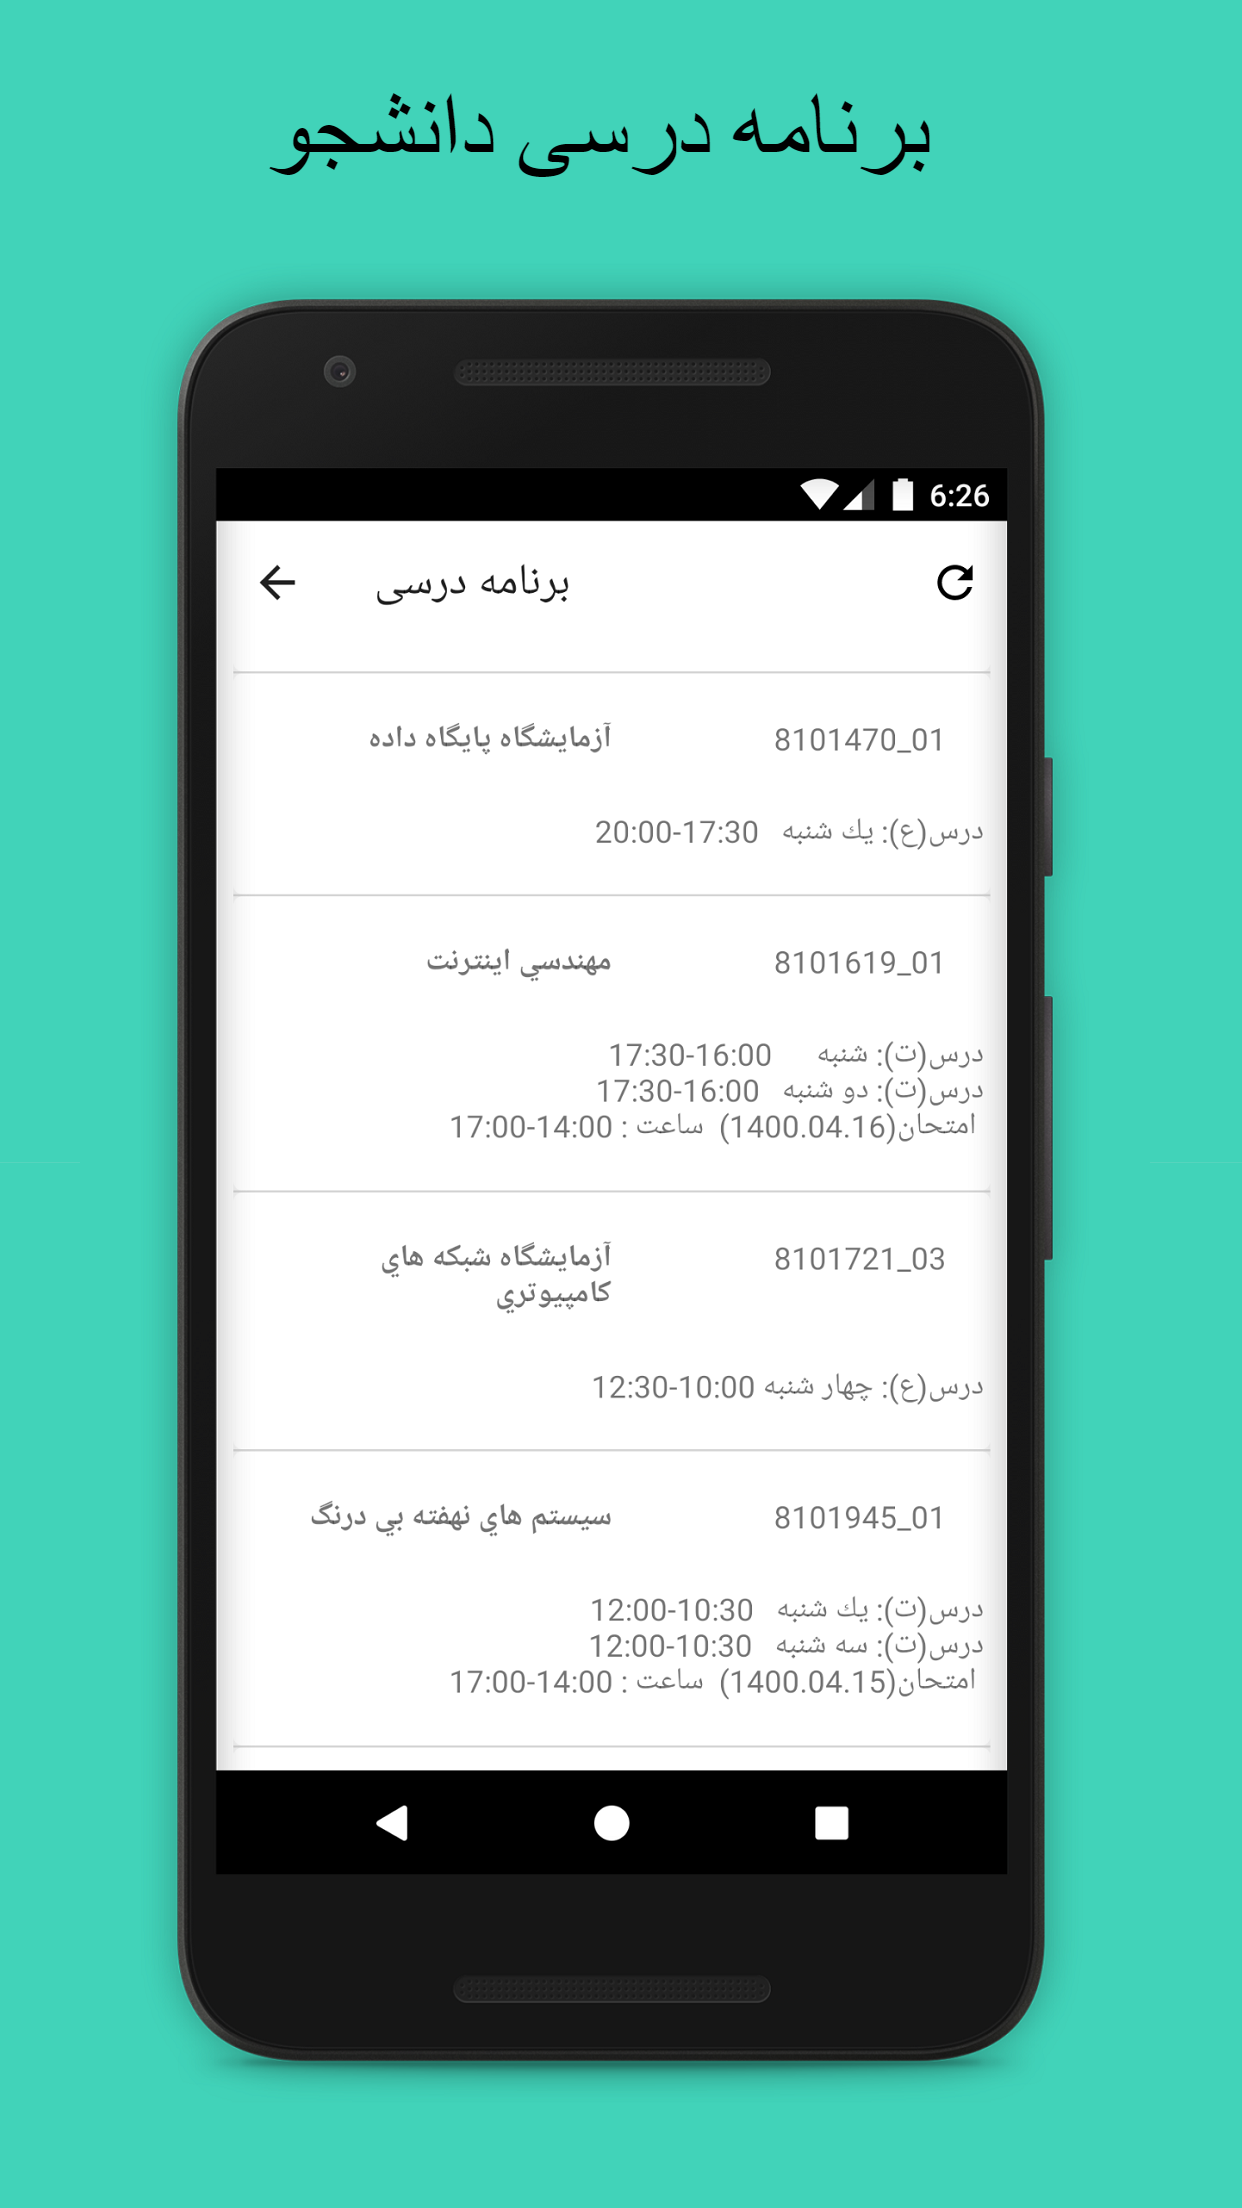 برنامه درسی دانشجو
6:26
برنامه درسی
8101470_01 آزمايشگاه پايگاه داده
درس(ع): يك شنبه 17:30-20:00
8101619_01 مهندسي اينترنت
درس(ت): شنبه 16:00-17:30
درس(ت): دو شنبه 16:00-17:30
امتحان(1400.04.16) ساعت : 14:00-17:00
8101721_03 آزمايشگاه شبكه هاي
كامپيوتري
درس(ع): چهار شنبه 10:00-12:30
8101945_01 سيستم هاي نهفته بي درنگ
درس(ت): يك شنبه 10:30-12:00
درس(ت): سه شنبه 10:30-12:00
امتحان(1400.04.15) ساعت : 14:00-17:00